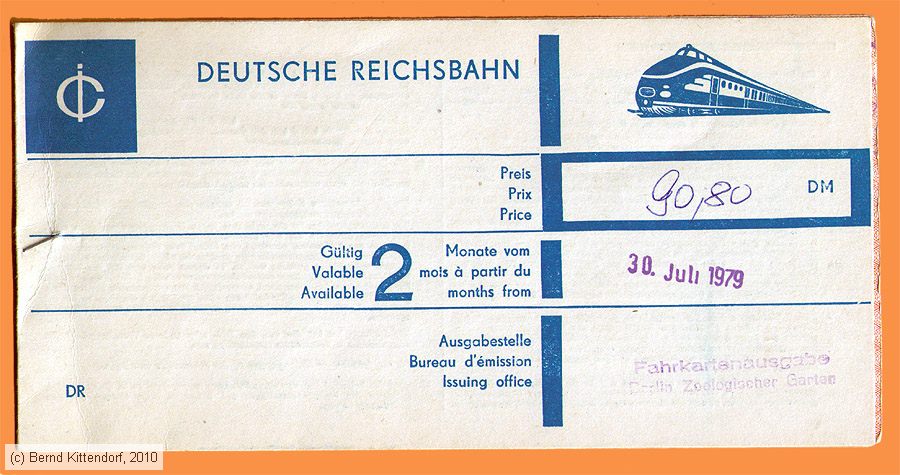 CI
DEUTSCHE REICHSBAHN
Preis
Prix
Price
90,80 DM
Gültig
Valable
Available
2
Monate vom
mois à partir du
months from
30. Juli 1979
Ausgabestelle
Bureau d'émission
Issuing office
Fahrkartenausgabe
Berlin Zoologischer Garten
DR
(c) Bernd Kittendorf, 2010